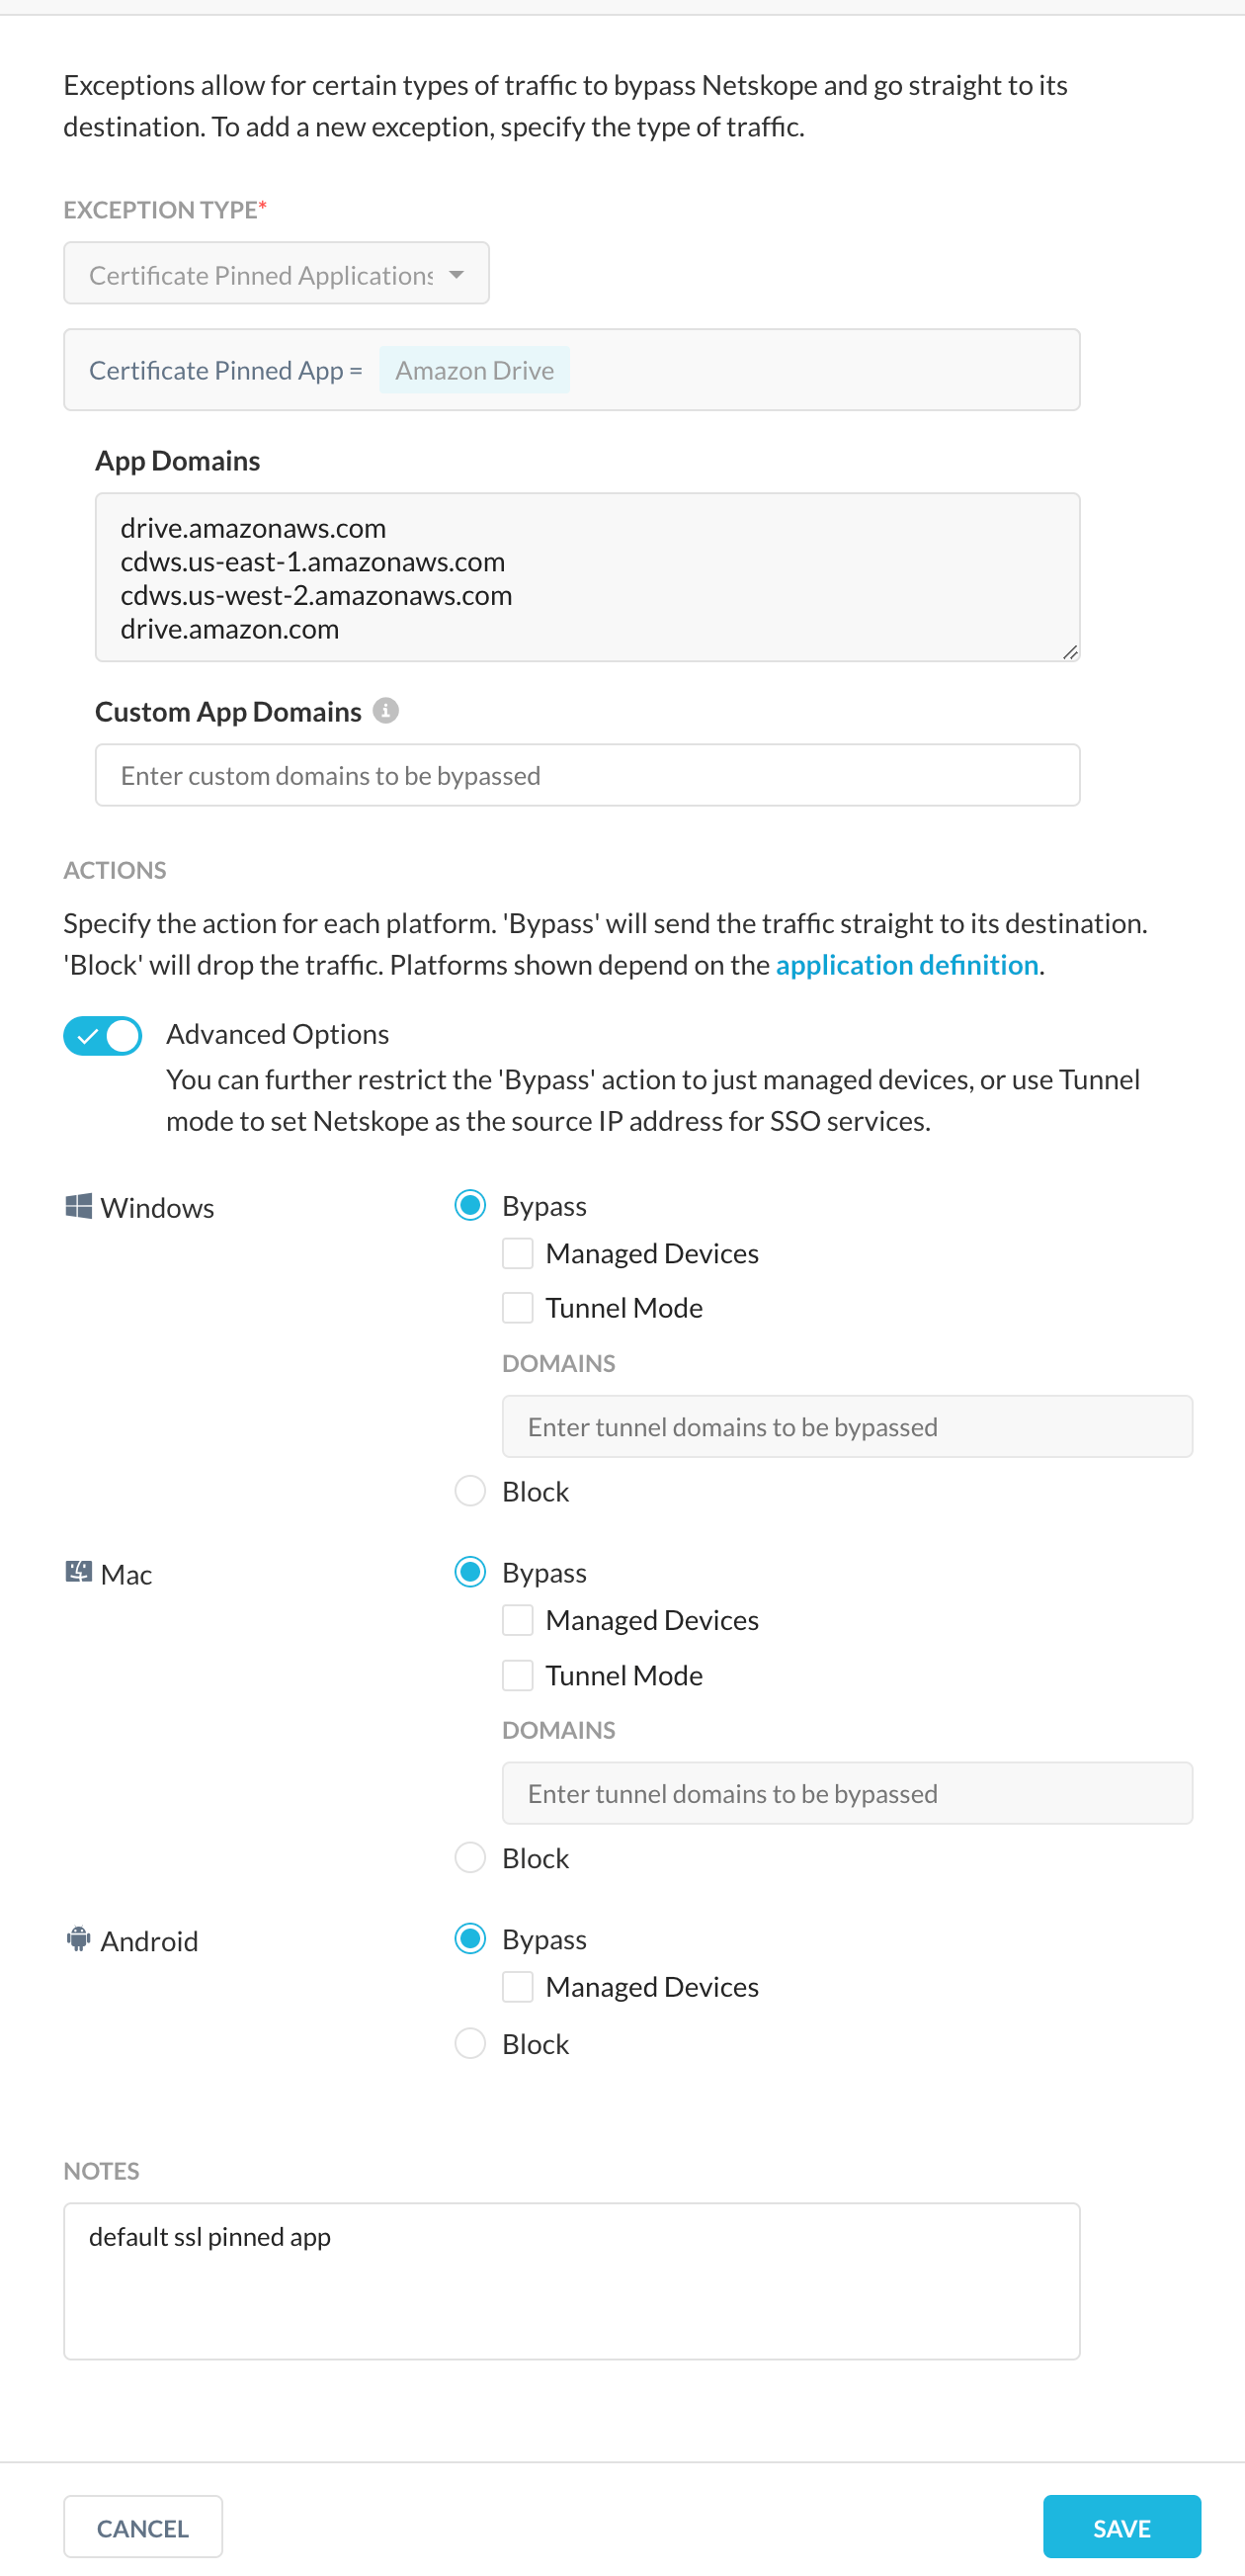 Exceptions allow for certain types of traffic to bypass Netskope and go straight to its
destination. To add a new exception, specify the type of traffic.
EXCEPTION TYPE*
Certificate Pinned Applications
Certificate Pinned App = Amazon Drive
App Domains
drive.amazonaws.com
cdws.us-east-1.amazonaws.com
cdws.us-west-2.amazonaws.com
drive.amazon.com
Custom App Domains
Enter custom domains to be bypassed
ACTIONS
Specify the action for each platform. 'Bypass' will send the traffic straight to its destination.
'Block' will drop the traffic. Platforms shown depend on the application definition.
Advanced Options
You can further restrict the 'Bypass' action to just managed devices, or use Tunnel
mode to set Netskope as the source IP address for SSO services.
Windows
Bypass
Managed Devices
Tunnel Mode
DOMAINS
Enter tunnel domains to be bypassed
Block
Mac
Bypass
Managed Devices
Tunnel Mode
DOMAINS
Enter tunnel domains to be bypassed
Block
Android
Bypass
Managed Devices
Block
NOTES
default ssl pinned app
CANCEL
SAVE